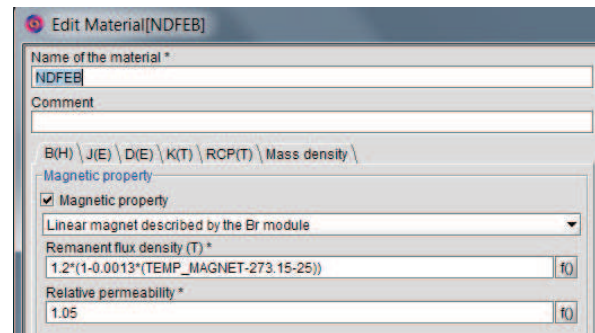 Edit Material[NDFEB]
Name of the material *
NDFEB
Comment
B(H) \ J(E) \ D(E) \ K(T) \ RCP(T) \ Mass density \
Magnetic property
Magnetic property
Linear magnet described by the Br module
Remanent flux density (T) *
1.2*(1-0.0013*(TEMP_MAGNET-273.15-25)) f()
Relative permeability *
1.05 f()